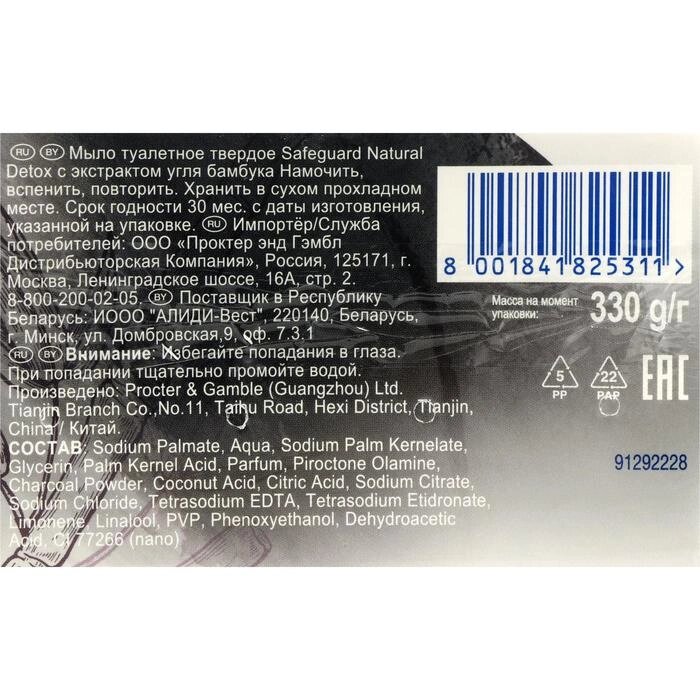 RU BY Мыло туалетное твердое Safeguard Natural
Detox с экстрактом угля бамбука Намочить,
вспенить, повторить. Хранить в сухом прохладном
месте. Срок годности 30 мес. с даты изготовления,
указанной на упаковке. RU Импортёр/Служба
потребителей: ООО «Проктер энд Гэмбл
Дистрибьюторская Компания», Россия, 125171, г.
Москва, Ленинградское шоссе, 16А, стр. 2.
8-800-200-02-05. BY Поставщик в Республику
Беларусь: ИООО "АЛИДИ-Вест", 220140, Беларусь,
г. Минск, ул. Домбровская,9, оф. 7.3.1
RU BY Внимание: Избегайте попадания в глаза.
При попадании тщательно промойте водой.
Произведено: Procter & Gamble (Guangzhou) Ltd.
Tianjin Branch Co.,No.11, Taihu Road, Hexi District, Tianjin,
China / Китай.
СОСТАВ: Sodium Palmate, Aqua, Sodium Palm Kernelate,
Glycerin, Palm Kernel Acid, Parfum, Piroctone Olamine,
Charcoal Powder, Coconut Acid, Citric Acid, Sodium Citrate,
Sodium Chloride, Tetrasodium EDTA, Tetrasodium Etidronate,
Limonene, Linalool, PVP, Phenoxyethanol, Dehydroacetic
Acid, CI 77266 (nano)
8 001841 825311 >
Масса на момент
упаковки: 330 g/г
5
PP
22
PAP
EAC
91292228